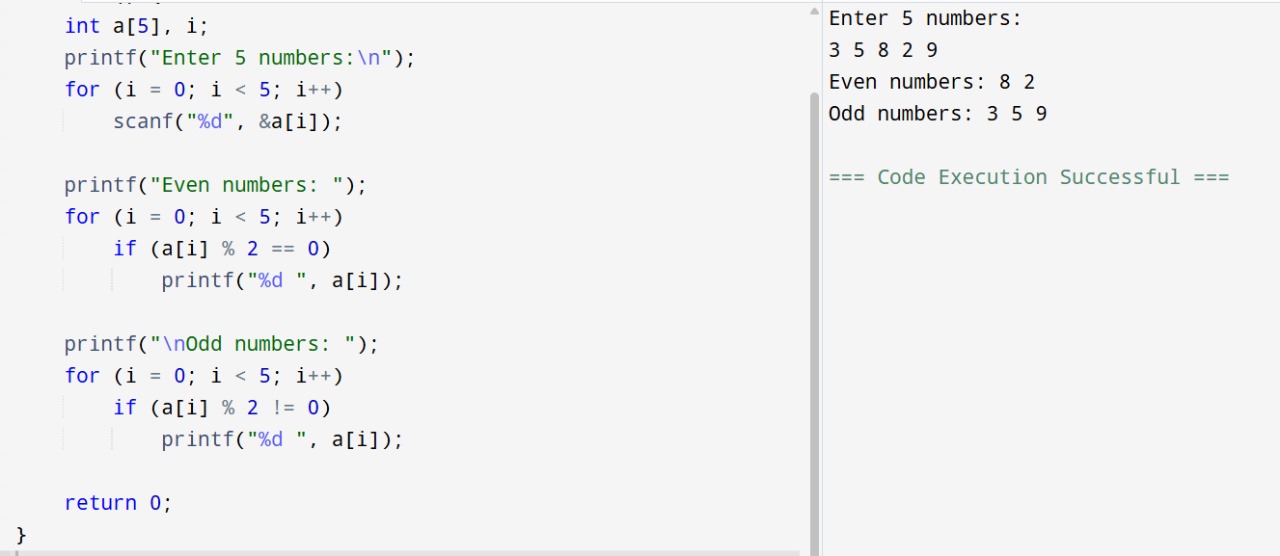 int a[5], i;
printf("Enter 5 numbers:\n");
for (i = 0; i < 5; i++)
scanf("%d", &a[i]);
printf("Even numbers: ");
for (i = 0; i < 5; i++)
if (a[i] % 2 == 0)
printf("%d ", a[i]);
printf("\nOdd numbers: ");
for (i = 0; i < 5; i++)
if (a[i] % 2 != 0)
printf("%d ", a[i]);
return 0;
}
Enter 5 numbers:
3 5 8 2 9
Even numbers: 8 2
Odd numbers: 3 5 9
=== Code Execution Successful ===